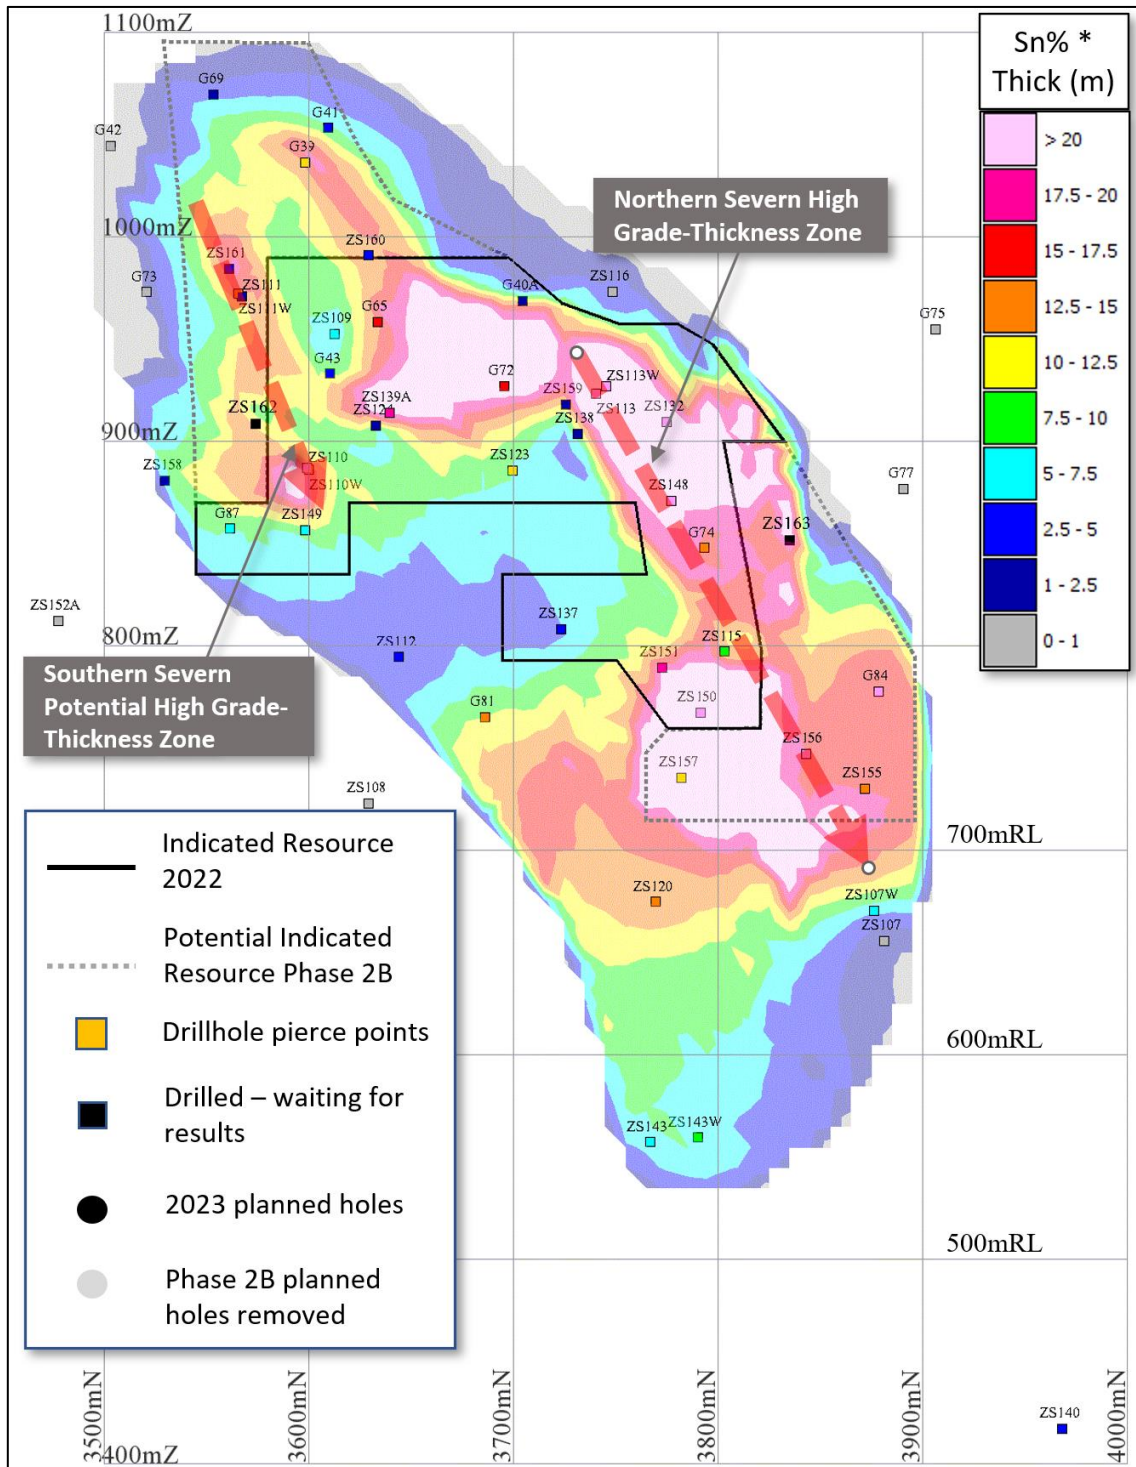 1100mZ
Sn% *
Thick (m)
> 20
17.5 - 20
15 - 17.5
12.5 - 15
10 - 12.5
7.5 - 10
5 - 7.5
2.5 - 5
1 - 2.5
0 - 1
G69
G41
G42
G39
Northern Severn High
Grade-Thickness Zone
1000mZ
ZS160
ZS161
G73
ZS111
ZS111W
ZS116
G40A
G65
ZS109
G75
G43
G72
ZS113W
ZS139A
ZS159
ZS113
ZS124
ZS138
ZS132
ZS162
900mZ
ZS158
ZS110
ZS110W
ZS123
G77
ZS148
G87
ZS149
G74
ZS163
ZS152A
ZS137
800mZ
ZS112
ZS115
ZS151
Southern Severn
Potential High Grade-
Thickness Zone
G81
ZS150
G84
ZS156
ZS157
ZS155
ZS108
700mRL
Indicated Resource
2022
ZS120
ZS107W
ZS107
Potential Indicated
Resource Phase 2B
Drillhole pierce points
600mRL
Drilled – waiting for
results
ZS143
ZS143W
2023 planned holes
500mRL
Phase 2B planned
holes removed
3500mN
3600mN
3700mN
3800mN
3900mN
4000mN
ZS140
400mZ